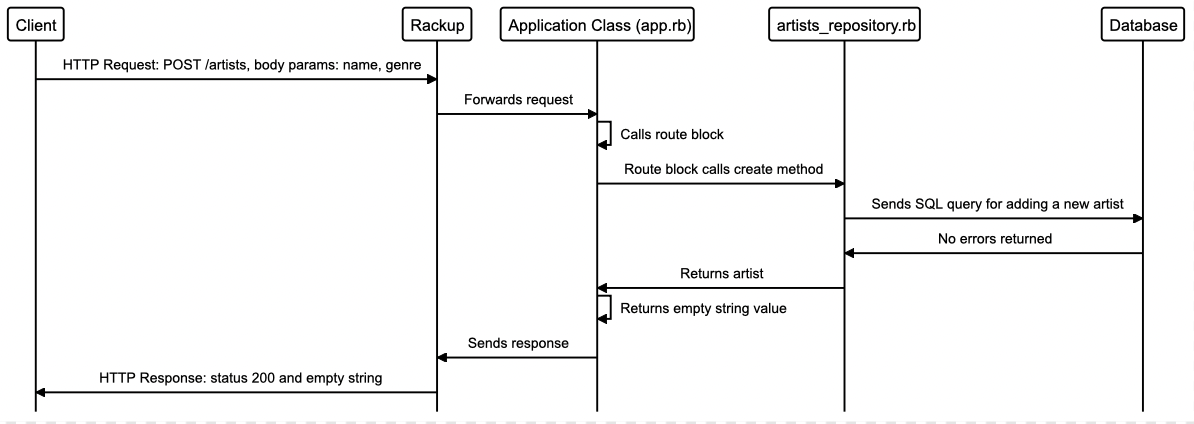 Client
Rackup
Application Class (app.rb)
artists_repository.rb
Database
HTTP Request: POST /artists, body params: name, genre
Forwards request
Calls route block
Route block calls create method
Sends SQL query for adding a new artist
No errors returned
Returns artist
Returns empty string value
Sends response
HTTP Response: status 200 and empty string